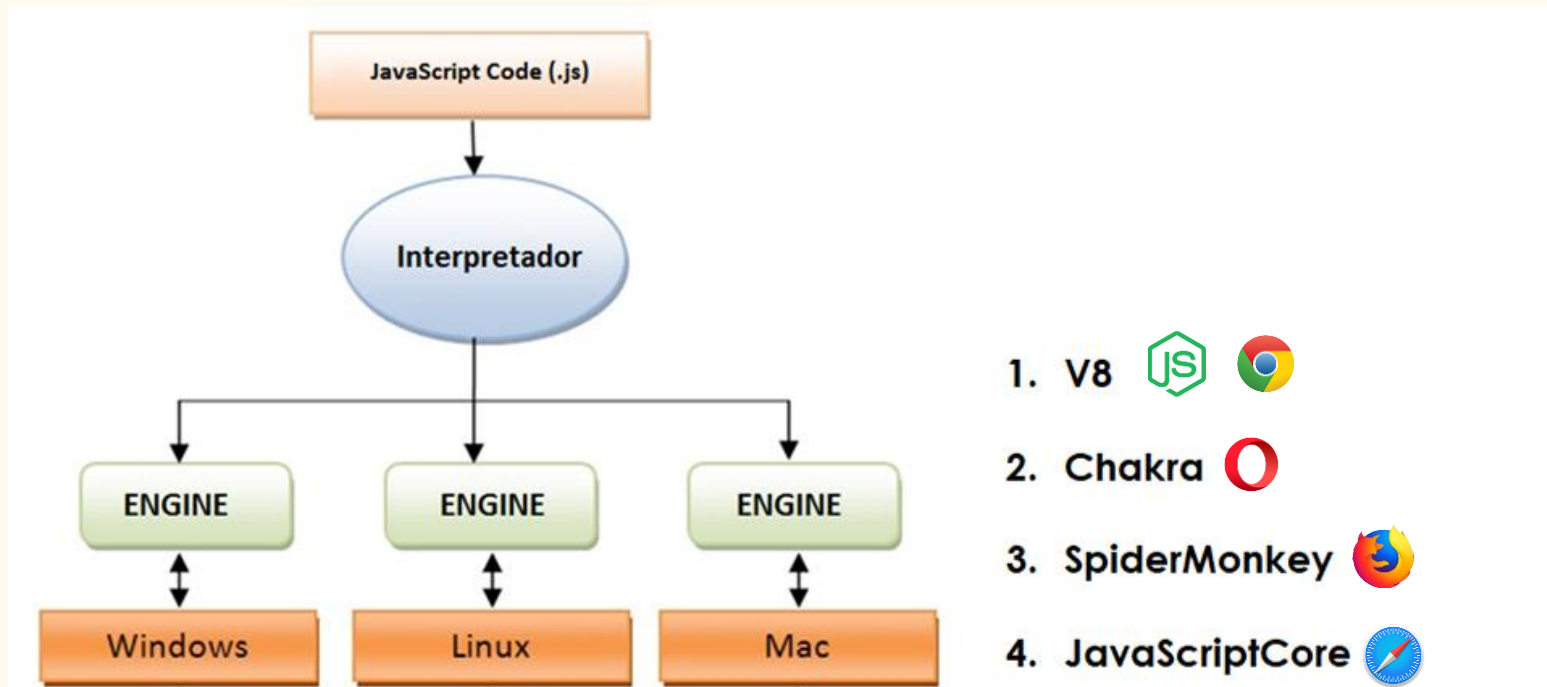 JavaScript Code (.js)
Interpretador
ENGINE ENGINE ENGINE
Windows Linux Mac
1. V8 JS
2. Chakra
3. SpiderMonkey
4. JavaScriptCore